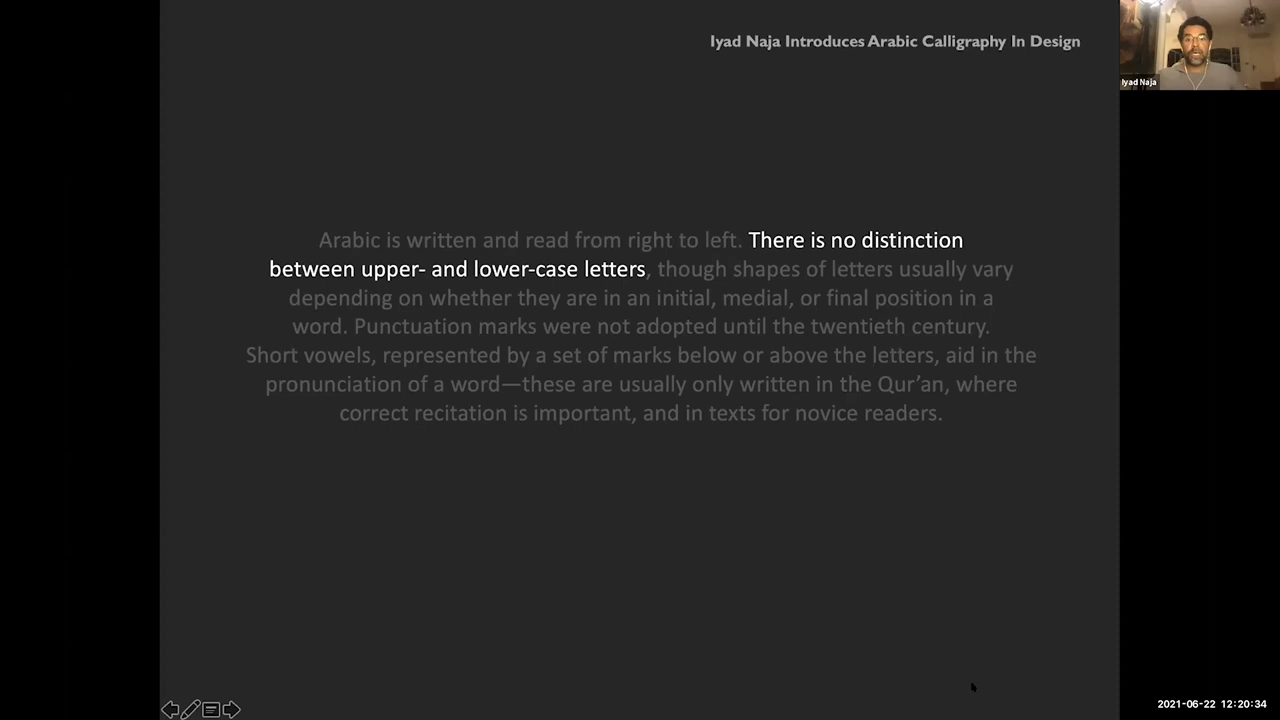 Iyad Naja Introduces Arabic Calligraphy In Design
Iyad Naja
Arabic is written and read from right to left. There is no distinction
between upper- and lower-case letters, though shapes of letters usually vary
depending on whether they are in an initial, medial, or final position in a
word. Punctuation marks were not adopted until the twentieth century.
Short vowels, represented by a set of marks below or above the letters, aid in the
pronunciation of a word—these are usually only written in the Qur’an, where
correct recitation is important, and in texts for novice readers.
2021-06-22 12:20:34